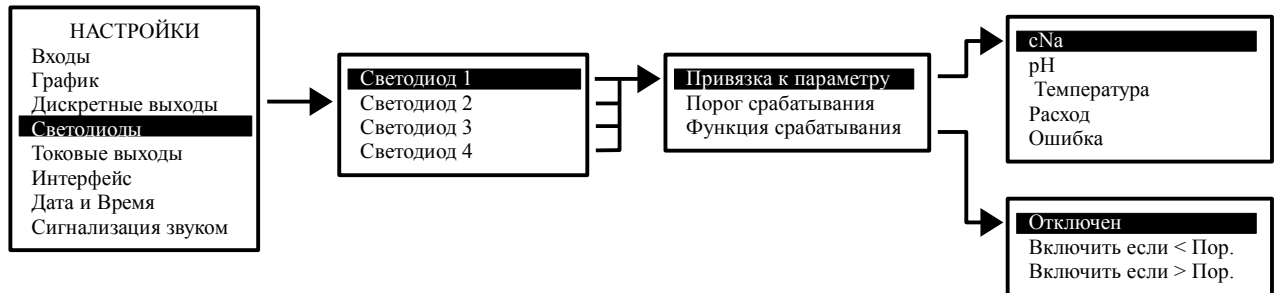 НАСТРОЙКИ
Входы
График
Дискретные выходы
Светодиоды
Токовые выходы
Интерфейс
Дата и Время
Сигнализация звуком
Светодиод 1
Светодиод 2
Светодиод 3
Светодиод 4
Привязка к параметру
Порог срабатывания
Функция срабатывания
cNa
pH
Температура
Расход
Ошибка
Отключен
Включить если < Пор.
Включить если > Пор.